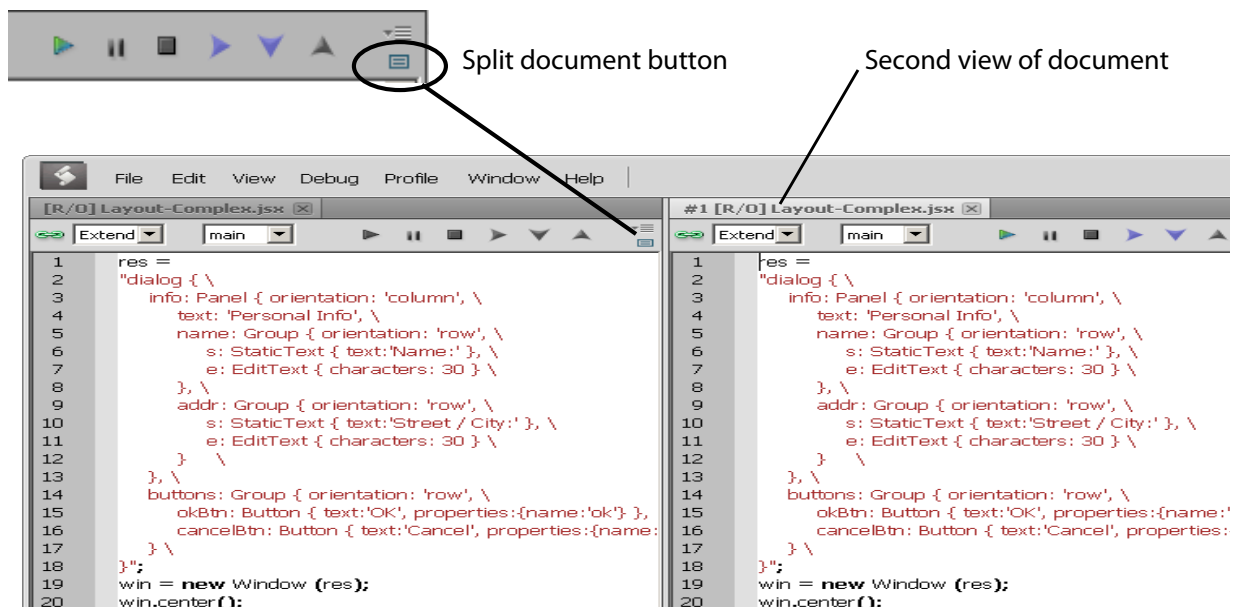 Split document button
Second view of document
File Edit View Debug Profile Window Help
[R/O] Layout-Complex.jsx
Extend main
1 res =
2 "dialog { \
3 info: Panel { orientation: 'column', \
4 text: 'Personal Info', \
5 name: Group { orientation: 'row', \
6 s: StaticText { text:'Name:' }, \
7 e: EditText { characters: 30 } \
8 }, \
9 addr: Group { orientation: 'row', \
10 s: StaticText { text:'Street / City:' }, \
11 e: EditText { characters: 30 } \
12 } \
13 }, \
14 buttons: Group { orientation: 'row', \
15 okBtn: Button { text:'OK', properties:{name:'ok'} },
16 cancelBtn: Button { text:'Cancel', properties:{name:
17 } \
18 }";
19 win = new Window (res);
20 win.center();
#1 [R/O] Layout-Complex.jsx
Extend main
1 res =
2 "dialog { \
3 info: Panel { orientation: 'column', \
4 text: 'Personal Info', \
5 name: Group { orientation: 'row', \
6 s: StaticText { text:'Name:' }, \
7 e: EditText { characters: 30 } \
8 }, \
9 addr: Group { orientation: 'row', \
10 s: StaticText { text:'Street / City:' }, \
11 e: EditText { characters: 30 } \
12 } \
13 }, \
14 buttons: Group { orientation: 'row', \
15 okBtn: Button { text:'OK', properties:{name:'
16 cancelBtn: Button { text:'Cancel', properties:
17 } \
18 }";
19 win = new Window (res);
20 win.center();